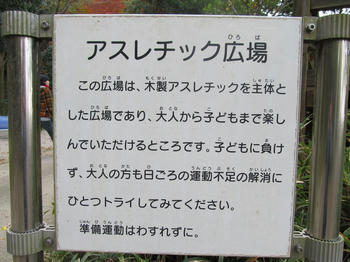 アスレチック広場
この広場は、木製アスレチックを主体と
した広場であり、大人から子どもまで楽し
んでいただけるところです。子どもに負け
ず、大人の方も日ごろの運動不足の解消に
ひとつトライしてみてください。
準備運動はわすれずに。